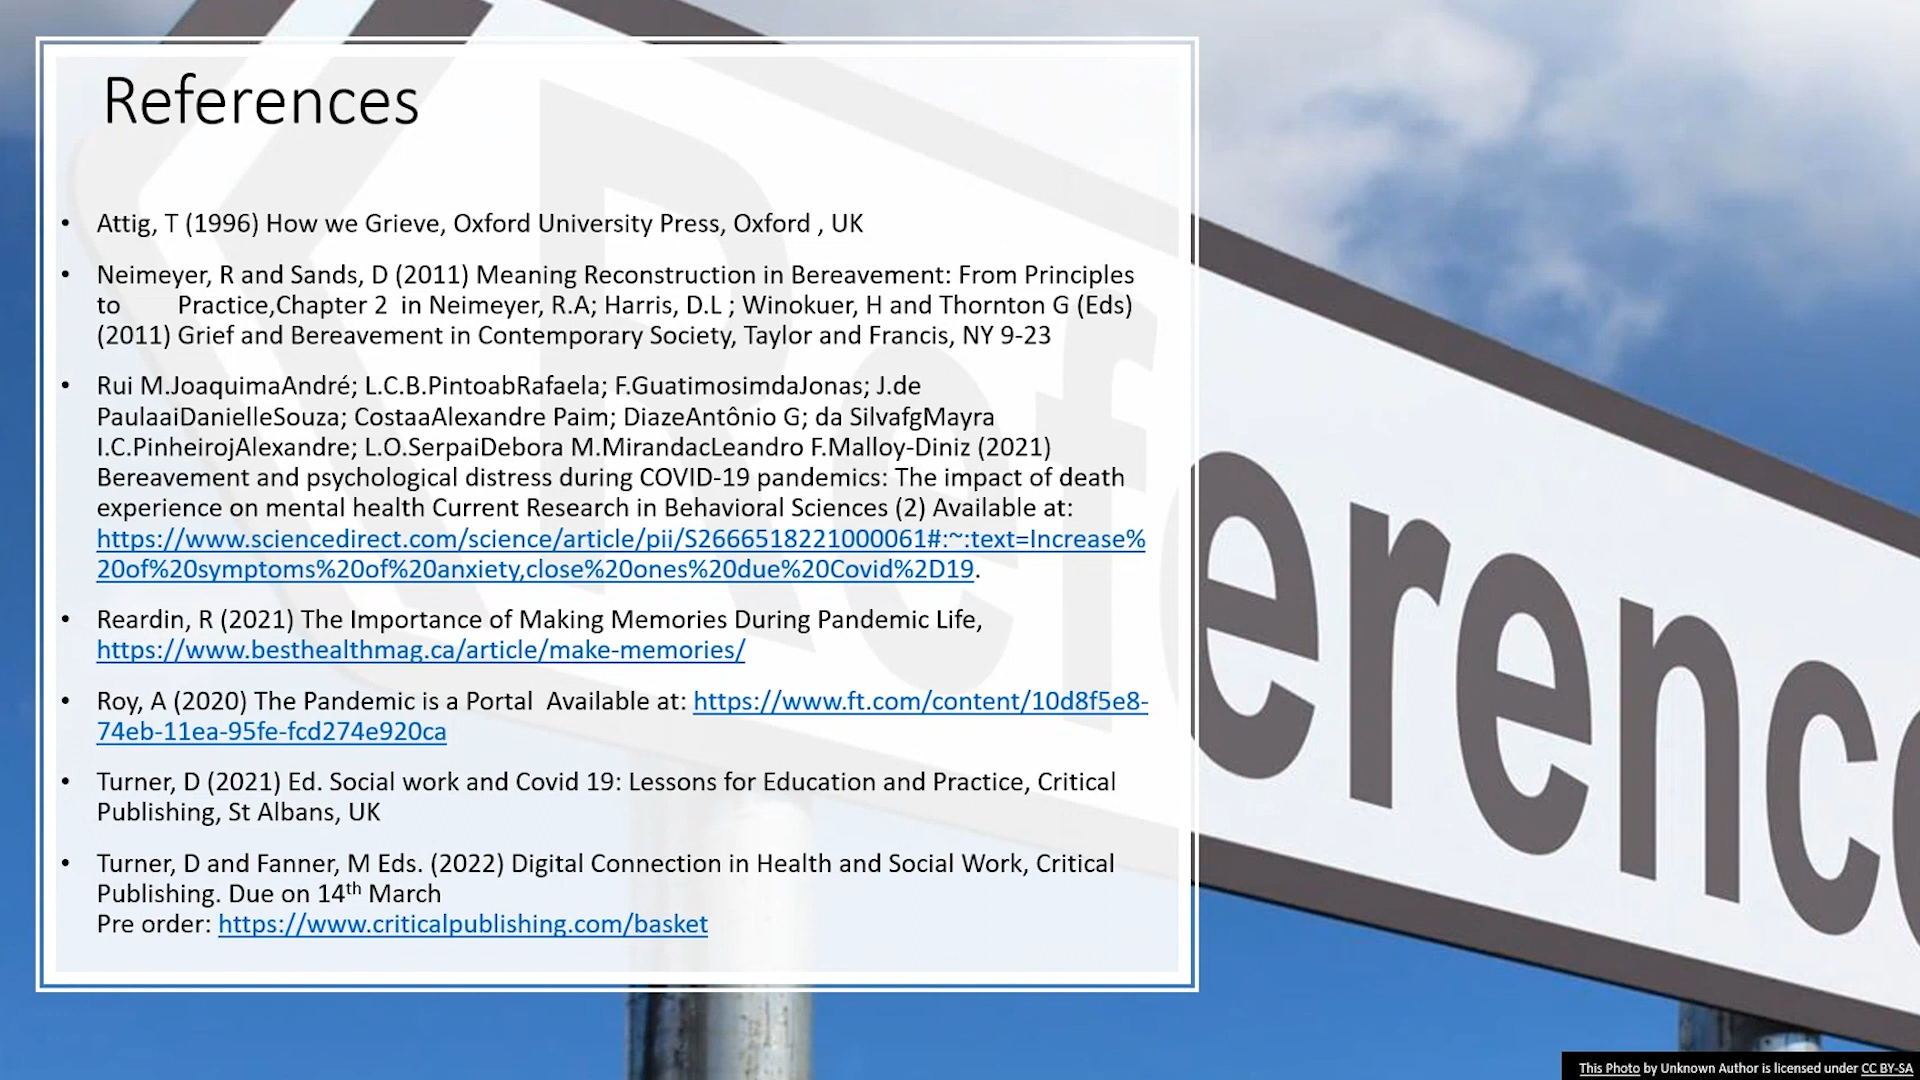 References
• Attig, T (1996) How we Grieve, Oxford University Press, Oxford , UK
• Neimeyer, R and Sands, D (2011) Meaning Reconstruction in Bereavement: From Principles
to Practice,Chapter 2 in Neimeyer, R.A; Harris, D.L ; Winokuer, H and Thornton G (Eds)
(2011) Grief and Bereavement in Contemporary Society, Taylor and Francis, NY 9-23
• Rui M.JoaquimaAndré; L.C.B.PintoabRafaela; F.GuatimosimdaJonas; J.de
PaulaaiDanielleSouza; CostaaAlexandre Paim; DiazeAntônio G; da SilvafgMayra
I.C.PinheirojAlexandre; L.O.SerpaiDebora M.MirandacLeandro F.Malloy-Diniz (2021)
Bereavement and psychological distress during COVID-19 pandemics: The impact of death
experience on mental health Current Research in Behavioral Sciences (2) Available at:
https://www.sciencedirect.com/science/article/pii/S2666518221000061#:~:text=Increase%
20of%20symptoms%20of%20anxiety,close%20ones%20due%20Covid%2D19.
• Reardin, R (2021) The Importance of Making Memories During Pandemic Life,
https://www.besthealthmag.ca/article/make-memories/
• Roy, A (2020) The Pandemic is a Portal Available at: https://www.ft.com/content/10d8f5e8-
74eb-11ea-95fe-fcd274e920ca
• Turner, D (2021) Ed. Social work and Covid 19: Lessons for Education and Practice, Critical
Publishing, St Albans, UK
• Turner, D and Fanner, M Eds. (2022) Digital Connection in Health and Social Work, Critical
Publishing. Due on 14th March
Pre order: https://www.criticalpublishing.com/basket
Reference
This Photo by Unknown Author is licensed under CC BY-SA